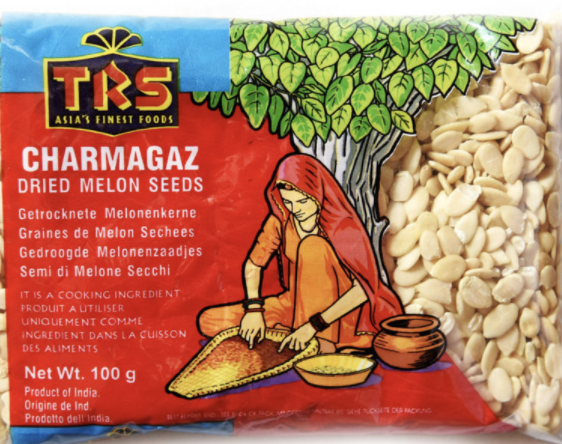 TRS
ASIA'S FINEST FOODS
CHARMAGAZ
DRIED MELON SEEDS
Getrocknete Melonenkerne
Graines de Melon Sechees
Gedroogde Melonenzaadjes
Semi di Melone Secchi
IT IS A COOKING INGREDIENT
PRODUIT A UTILISER
UNIQUEMENT COMME
INGREDIENT DANS LA CUISSON
DES ALIMENTS
Net Wt. 100 g
Product of India.
Origine de Ind.
Prodotto dell'India.